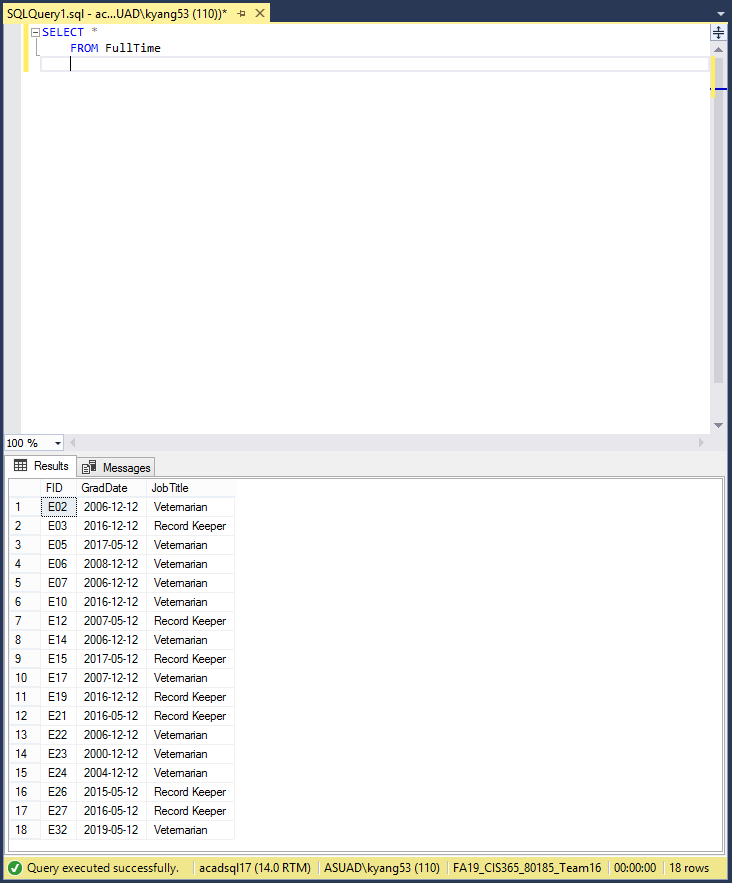 SQLQuery1.sql - ac...UAD\kyang53 (110))*
SELECT *
FROM FullTime
100 %
Results Messages
FID GradDate JobTitle
1 E02 2006-12-12 Veternarian
2 E03 2016-12-12 Record Keeper
3 E05 2017-05-12 Veternarian
4 E06 2008-12-12 Veternarian
5 E07 2006-12-12 Veternarian
6 E10 2016-12-12 Veternarian
7 E12 2007-05-12 Record Keeper
8 E14 2006-12-12 Veternarian
9 E15 2017-05-12 Record Keeper
10 E17 2007-12-12 Veternarian
11 E19 2016-12-12 Record Keeper
12 E21 2016-05-12 Record Keeper
13 E22 2006-12-12 Veternarian
14 E23 2000-12-12 Veternarian
15 E24 2004-12-12 Veternarian
16 E26 2015-05-12 Record Keeper
17 E27 2016-05-12 Record Keeper
18 E32 2019-05-12 Veternarian
Query executed successfully. acadsql17 (14.0 RTM) ASUAD\kyang53 (110) FA19_CIS365_80185_Team16 00:00:00 18 rows